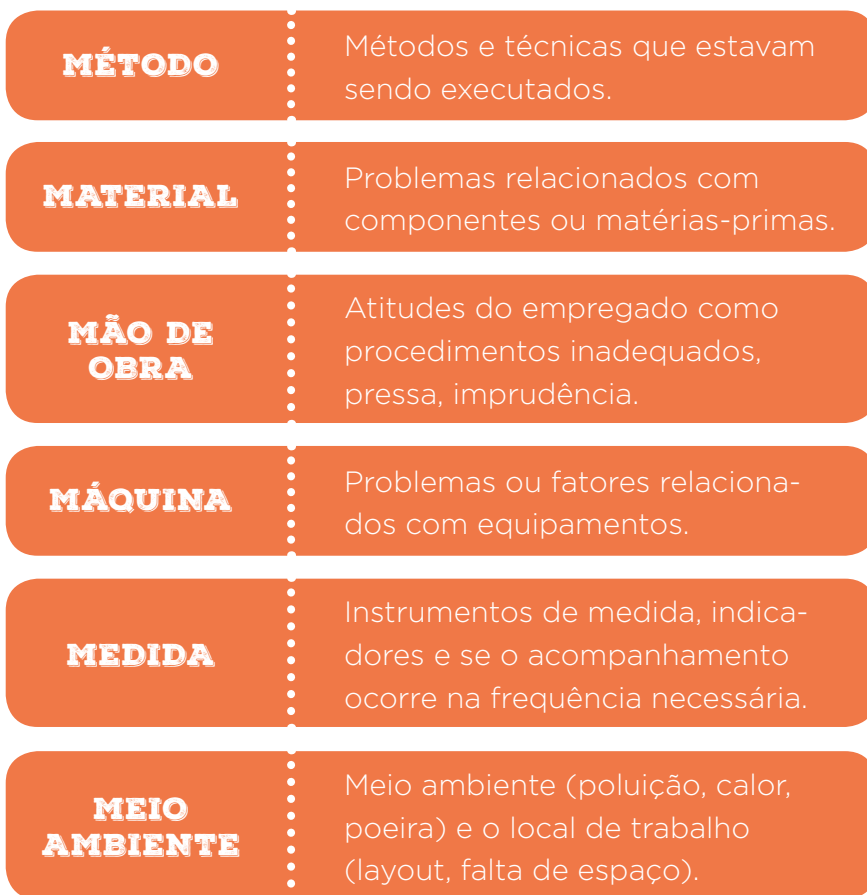 MÉTODO
Métodos e técnicas que estavam
sendo executados.
MATERIAL
Problemas relacionados com
componentes ou matérias-primas.
MÃO DE
OBRA
Atitudes do empregado como
procedimentos inadequados,
pressa, imprudência.
MÁQUINA
Problemas ou fatores relaciona-
dos com equipamentos.
MEDIDA
Instrumentos de medida, indica-
dores e se o acompanhamento
ocorre na frequência necessária.
MEIO
AMBIENTE
Meio ambiente (poluição, calor,
poeira) e o local de trabalho
(layout, falta de espaço).